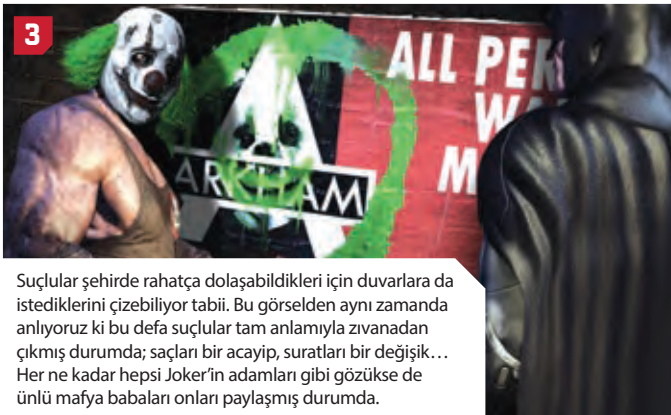 3
ALL PER
WA
M
ARKHAM
Suçlular şehirde rahatça dolaşabildikleri için duvarlara da
istediklerini çizebiliyor tabii. Bu görselden aynı zamanda
anlıyoruz ki bu defa suçlular tam anlamıyla zıvanadan
çıkmış durumda; saçları bir acayip, suratları bir değişik…
Her ne kadar hepsi Joker’in adamları gibi gözükse de
ünlü mafya babaları onları paylaşmış durumda.